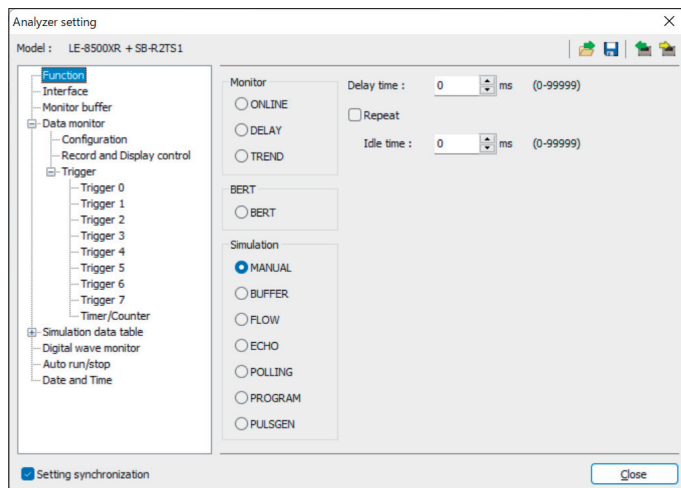 Analyzer setting
Model : LE-8500XR + SB-R2TS1
Function
Interface
Monitor buffer
Data monitor
Configuration
Record and Display control
Trigger
Trigger 0
Trigger 1
Trigger 2
Trigger 3
Trigger 4
Trigger 5
Trigger 6
Trigger 7
Timer/Counter
Simulation data table
Digital wave monitor
Auto run/stop
Date and Time
Monitor
ONLINE
DELAY
TREND
BERT
BERT
Simulation
MANUAL
BUFFER
FLOW
ECHO
POLLING
PROGRAM
PULSGEN
Delay time : 0 ms (0-99999)
Repeat
Idle time : 0 ms (0-99999)
Setting synchronization
Close